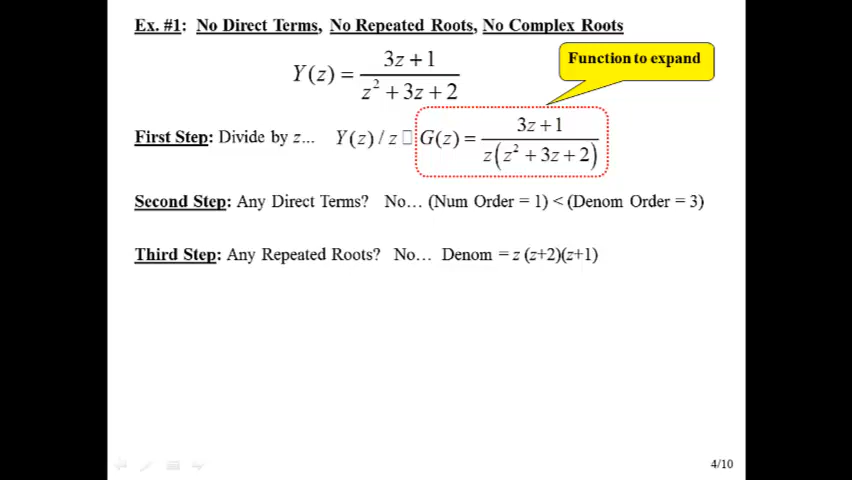 Ex. #1: No Direct Terms, No Repeated Roots, No Complex Roots
Function to expand
Y(z) = (3z + 1) / (z² + 3z + 2)
First Step: Divide by z... Y(z) / z □ G(z) = (3z + 1) / (z(z² + 3z + 2))
Second Step: Any Direct Terms? No... (Num Order = 1) < (Denom Order = 3)
Third Step: Any Repeated Roots? No... Denom = z (z+2)(z+1)
4/10